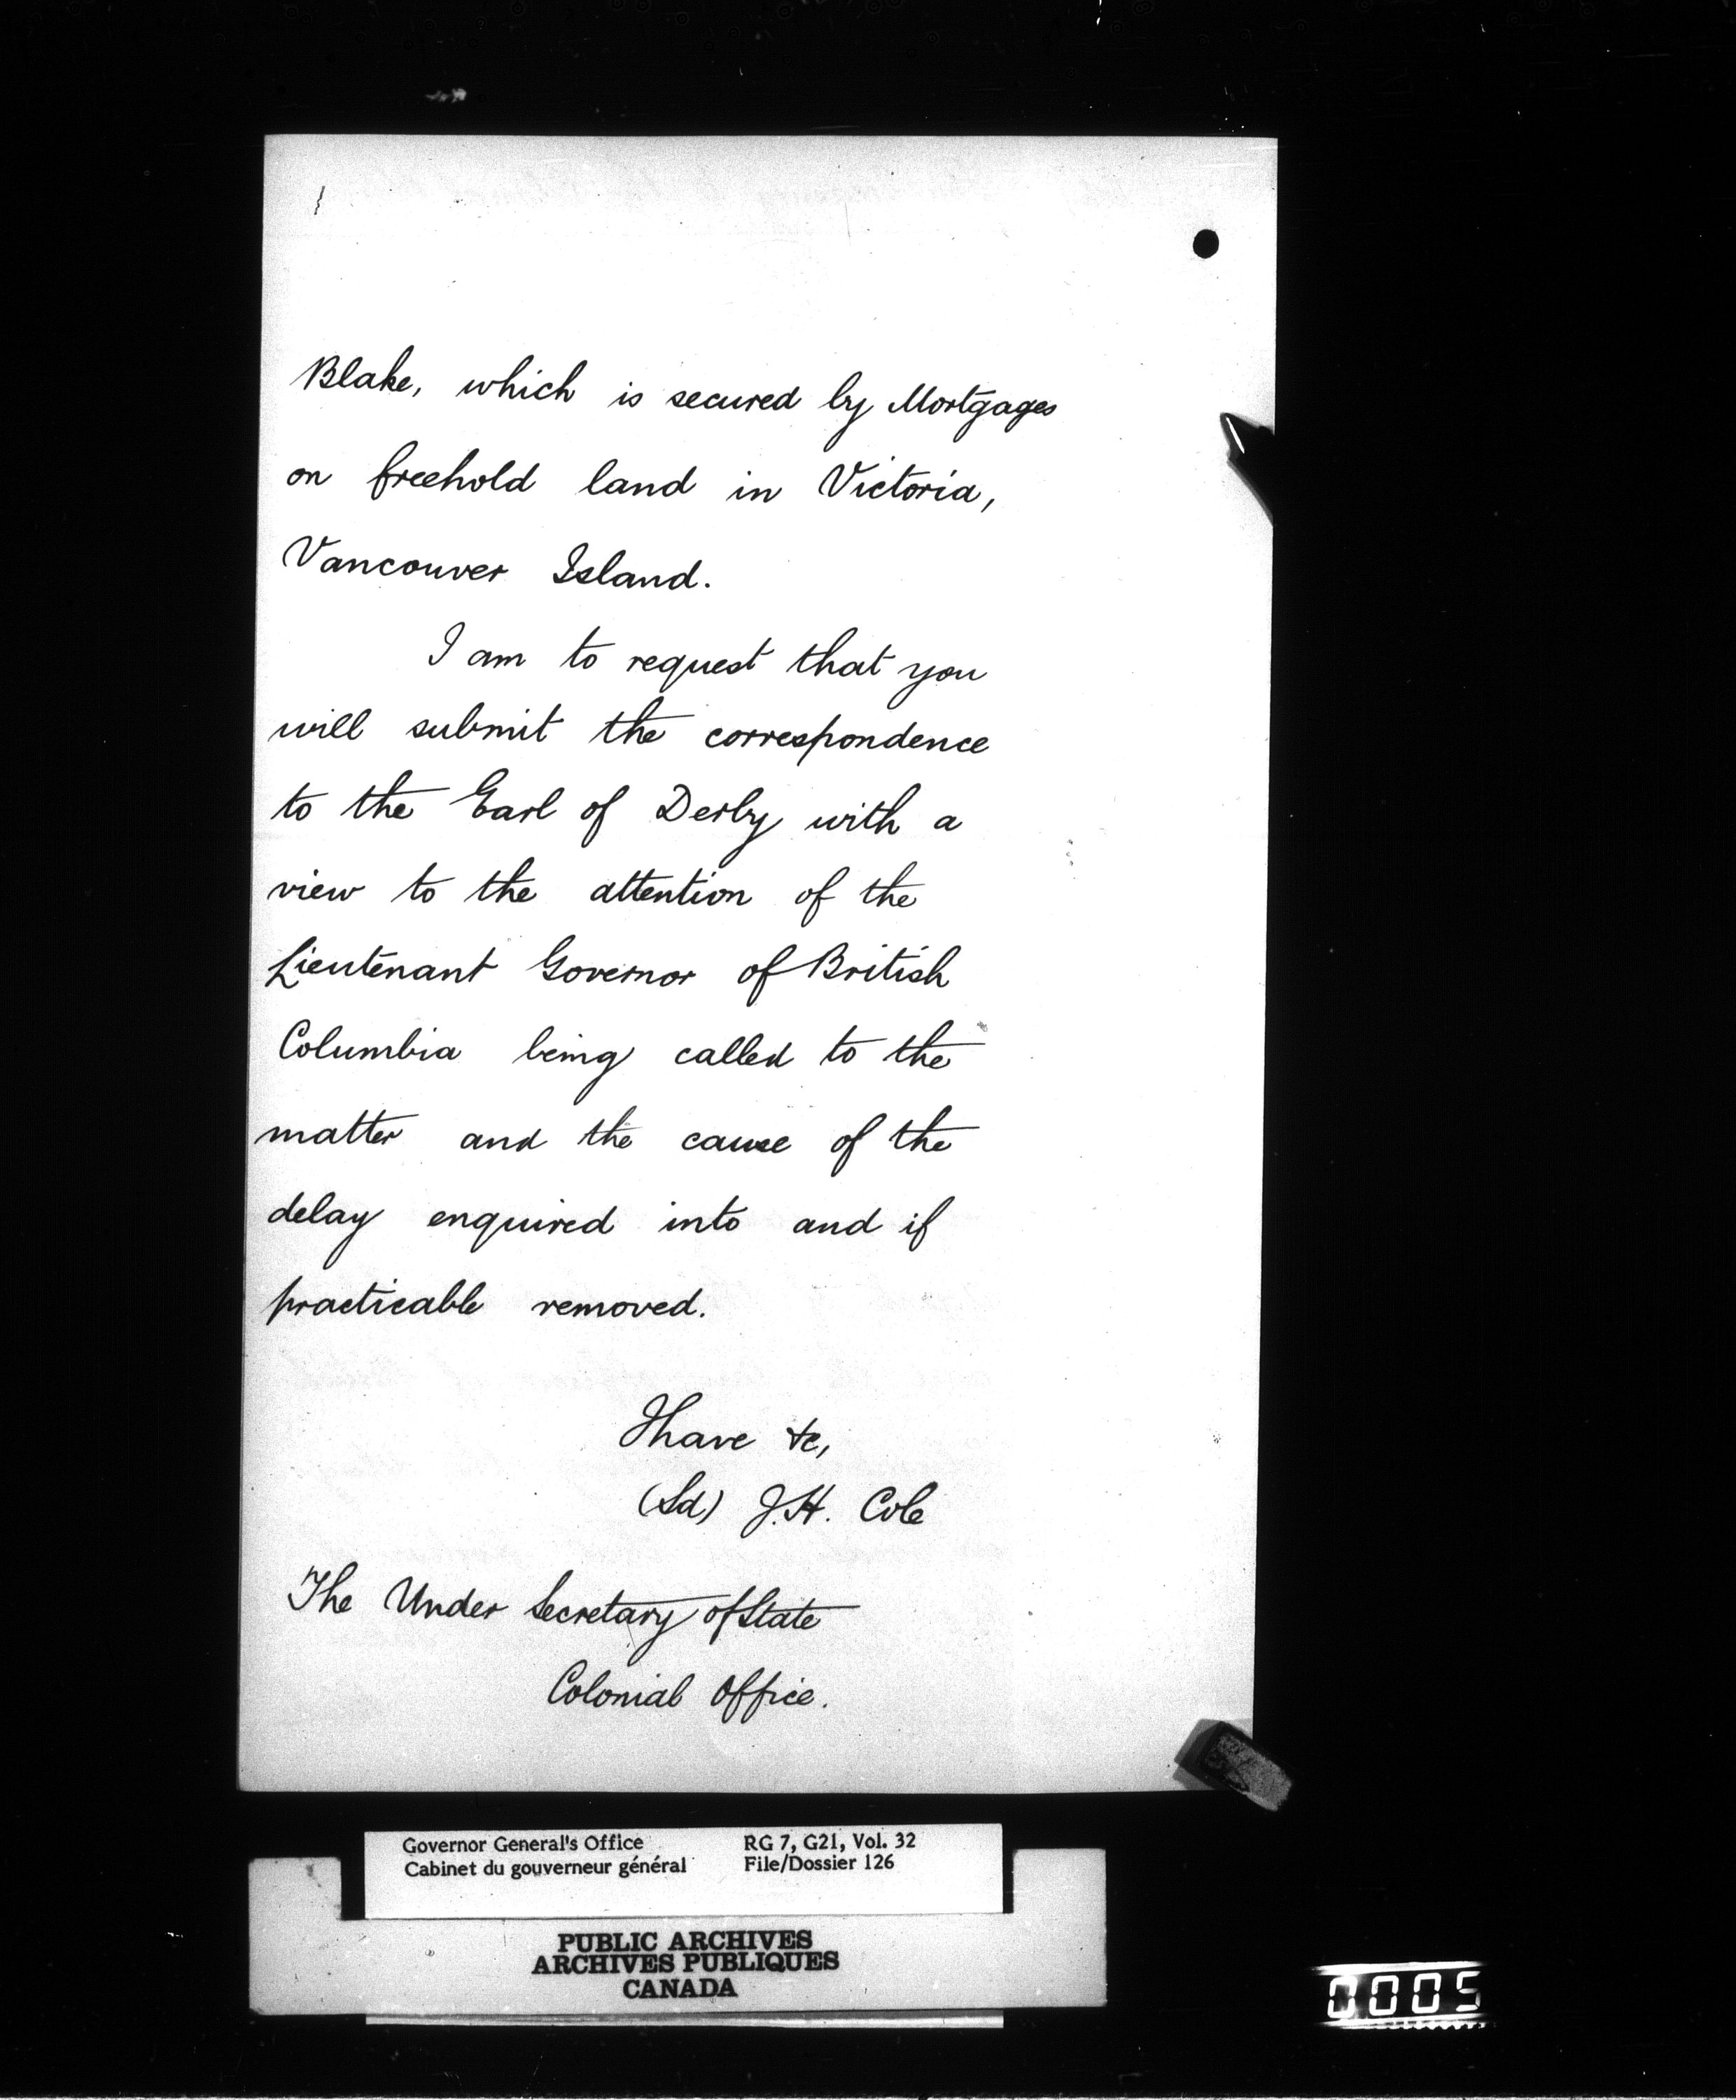 Blake, which is secured by Mortgages
on freehold land in Victoria,
Vancouver Island.
I am to request that you
will submit the correspondence
to the Earl of Derby with a
view to the attention of the
Lieutenant Governor of British
Columbia being called to the
matter and the cause of the
delay enquired into and if
practicable removed.
I have &c,
(Sd) J.H. Cole
The Under Secretary of State
Colonial Office.
Governor General's Office RG 7, G21, Vol. 32
Cabinet du gouverneur général File/Dossier 126
PUBLIC ARCHIVES
ARCHIVES PUBLIQUES
CANADA
0005